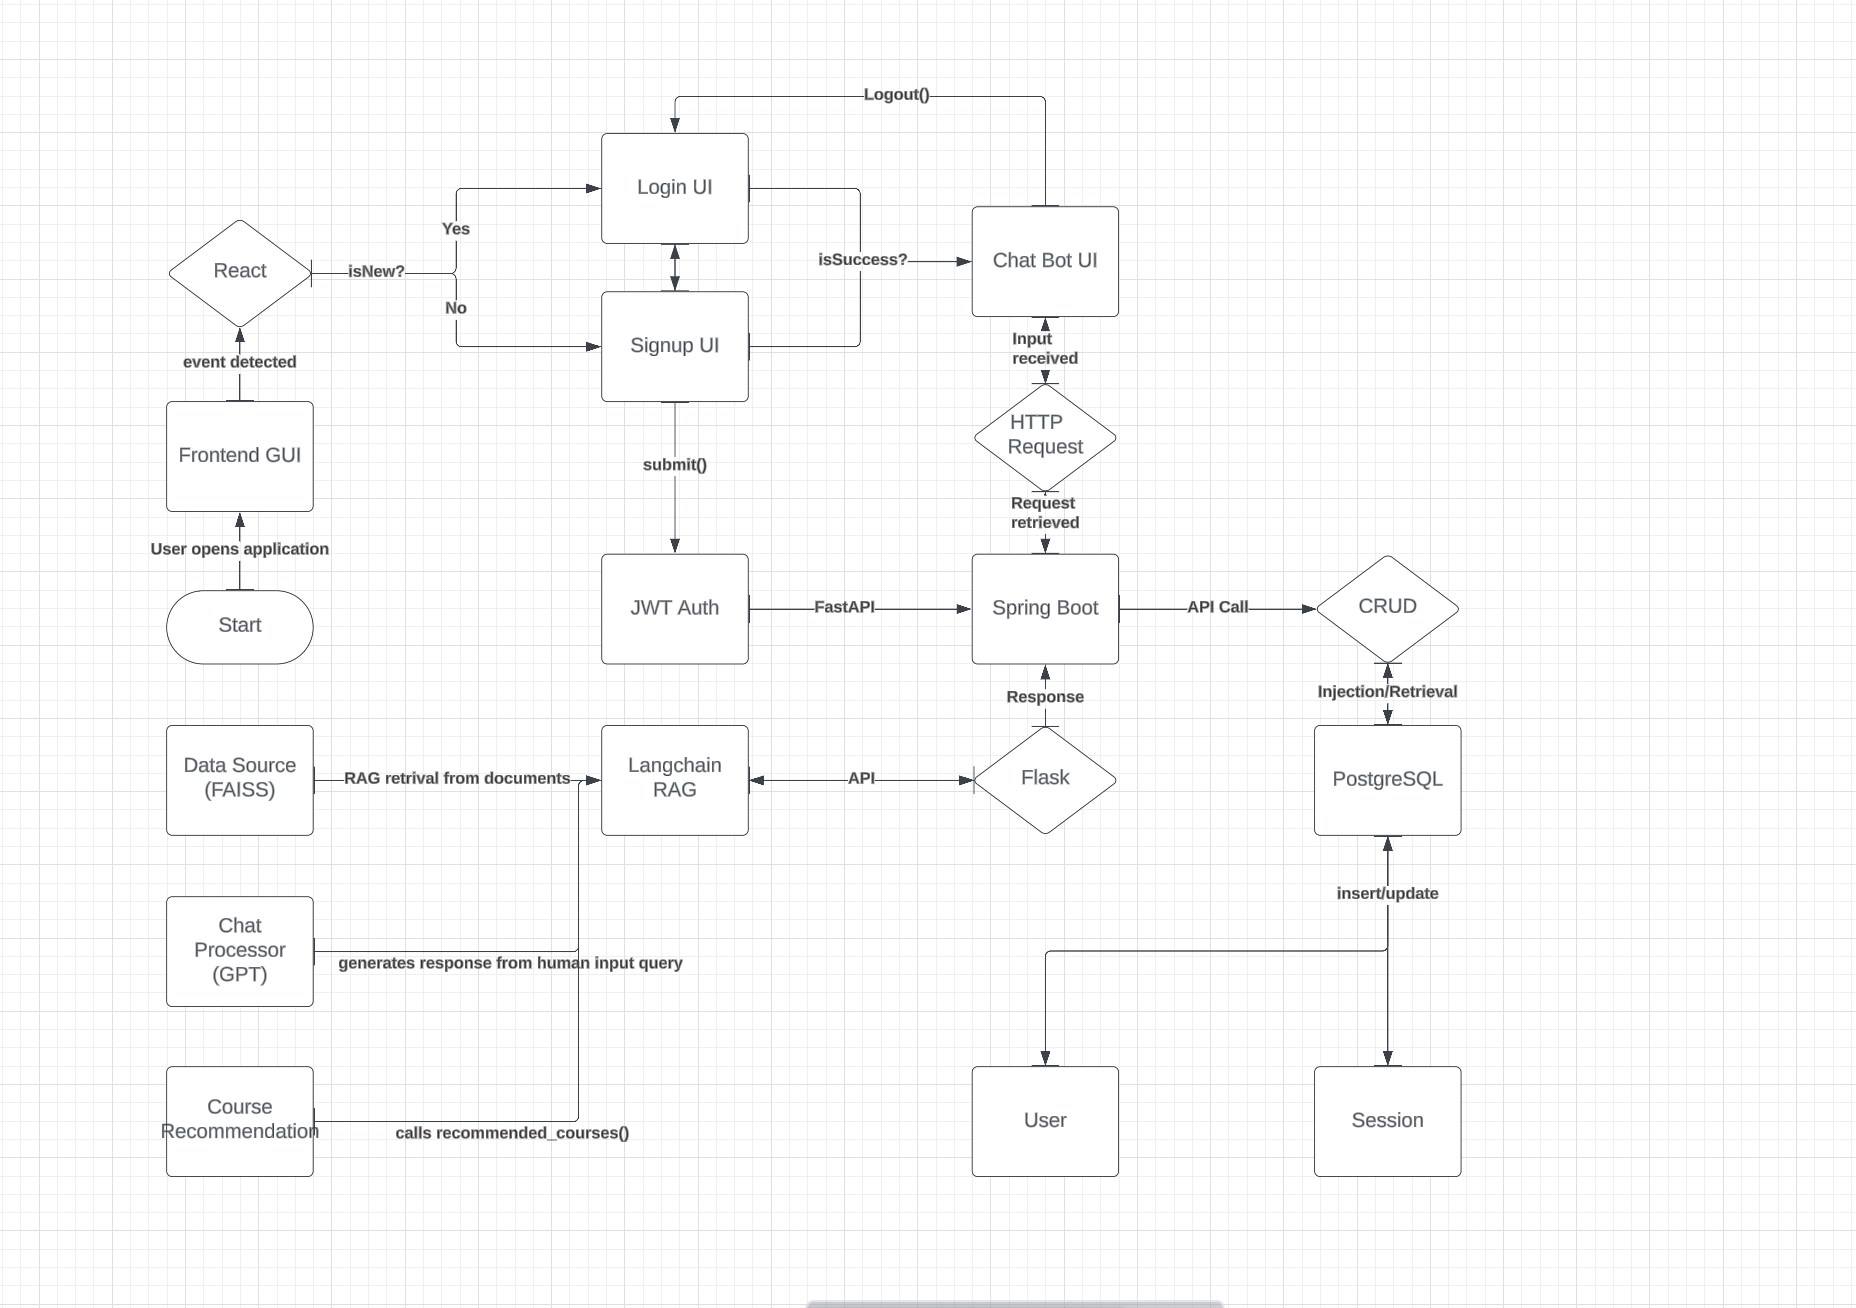 Logout()
Login UI
Yes
isNew?
No
React
isSuccess?
Chat Bot UI
Signup UI
Input
received
event detected
HTTP
Request
Frontend GUI
submit()
Request
retrieved
User opens application
Start
JWT Auth
FastAPI
Spring Boot
API Call
CRUD
Response
Injection/Retrieval
Data Source
(FAISS)
RAG retrival from documents
Langchain
RAG
API
Flask
PostgreSQL
insert/update
Chat
Processor
(GPT)
generates response from human input query
Course
Recommendation
calls recommended_courses()
User
Session